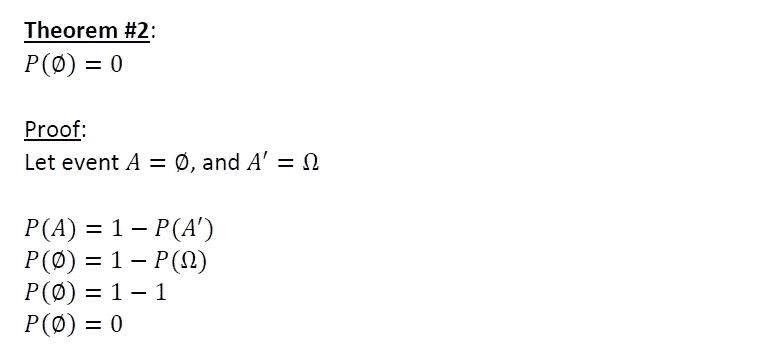 Theorem #2:
P(∅) = 0
Proof:
Let event A = ∅, and A′ = Ω
P(A) = 1 − P(A′)
P(∅) = 1 − P(Ω)
P(∅) = 1 − 1
P(∅) = 0